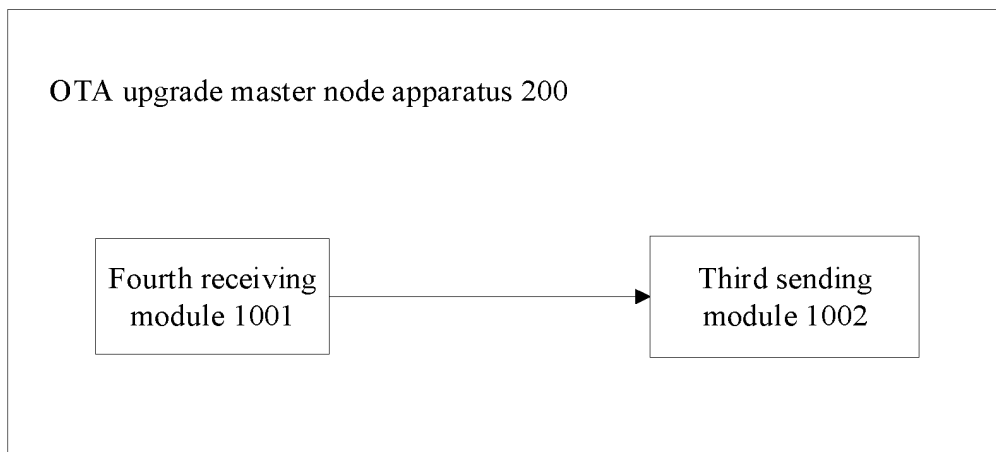 OTA upgrade master node apparatus 200
Fourth receiving
module 1001
Third sending
module 1002